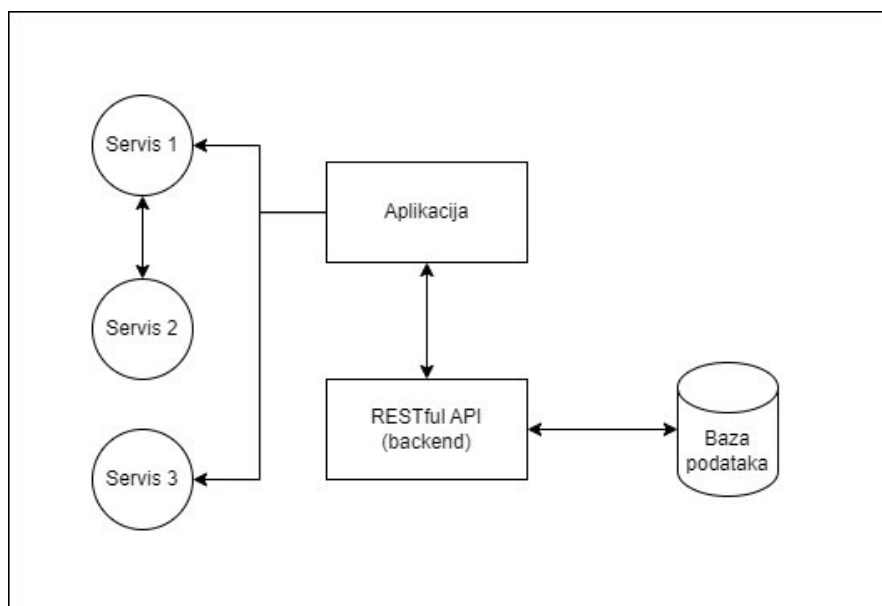 Servis 1
Aplikacija
Servis 2
RESTful API
(backend)
Baza
podataka
Servis 3